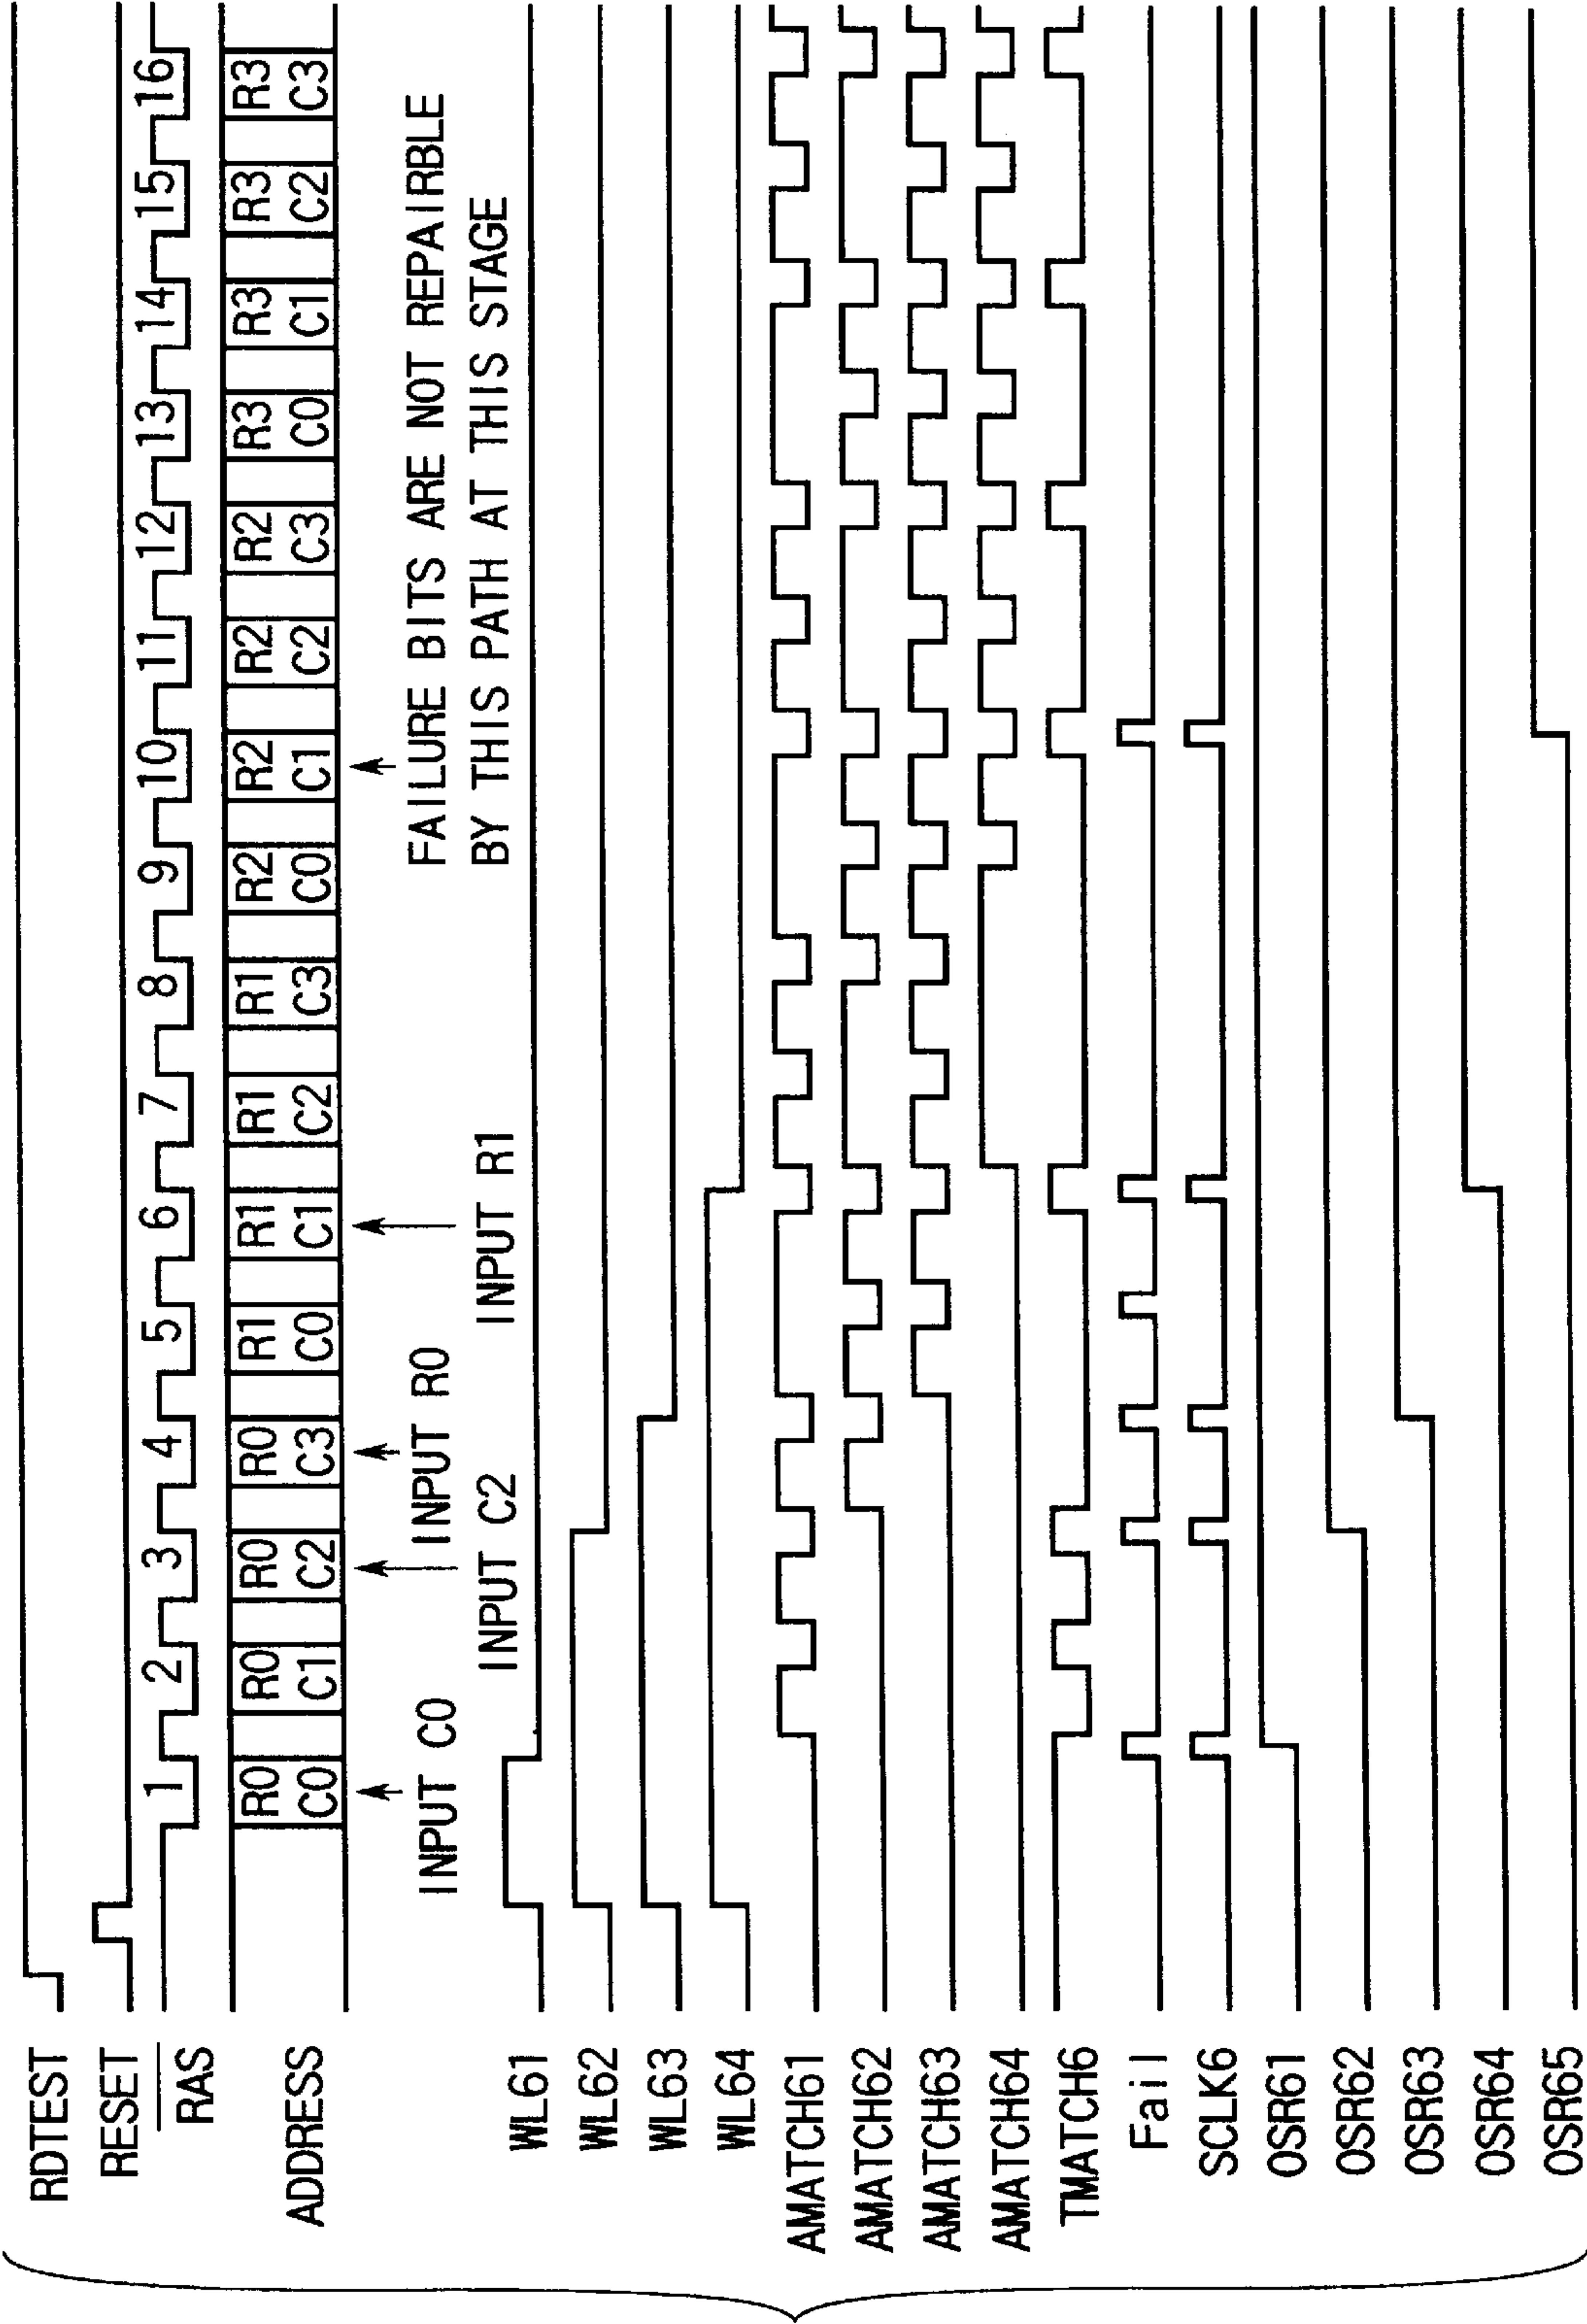 RDTEST
RESET
RAS
1 2 3 4 5 6 7 8 9 10 11 12 13 14 15 16
ADDRESS
R0 R0 R0 R0 R1 R1 R1 R1 R2 R2 R2 R2 R3 R3 R3 R3
C0 C1 C2 C3 C0 C1 C2 C3 C0 C1 C2 C3 C0 C1 C2 C3
INPUT C0
INPUT R0
INPUT C2
INPUT R1
FAILURE BITS ARE NOT REPAIRBLE
BY THIS PATH AT THIS STAGE
WL61
WL62
WL63
WL64
AMATCH61
AMATCH62
AMATCH63
AMATCH64
TMATCH6
Fail
SCLK6
OSR61
OSR62
OSR63
OSR64
OSR65